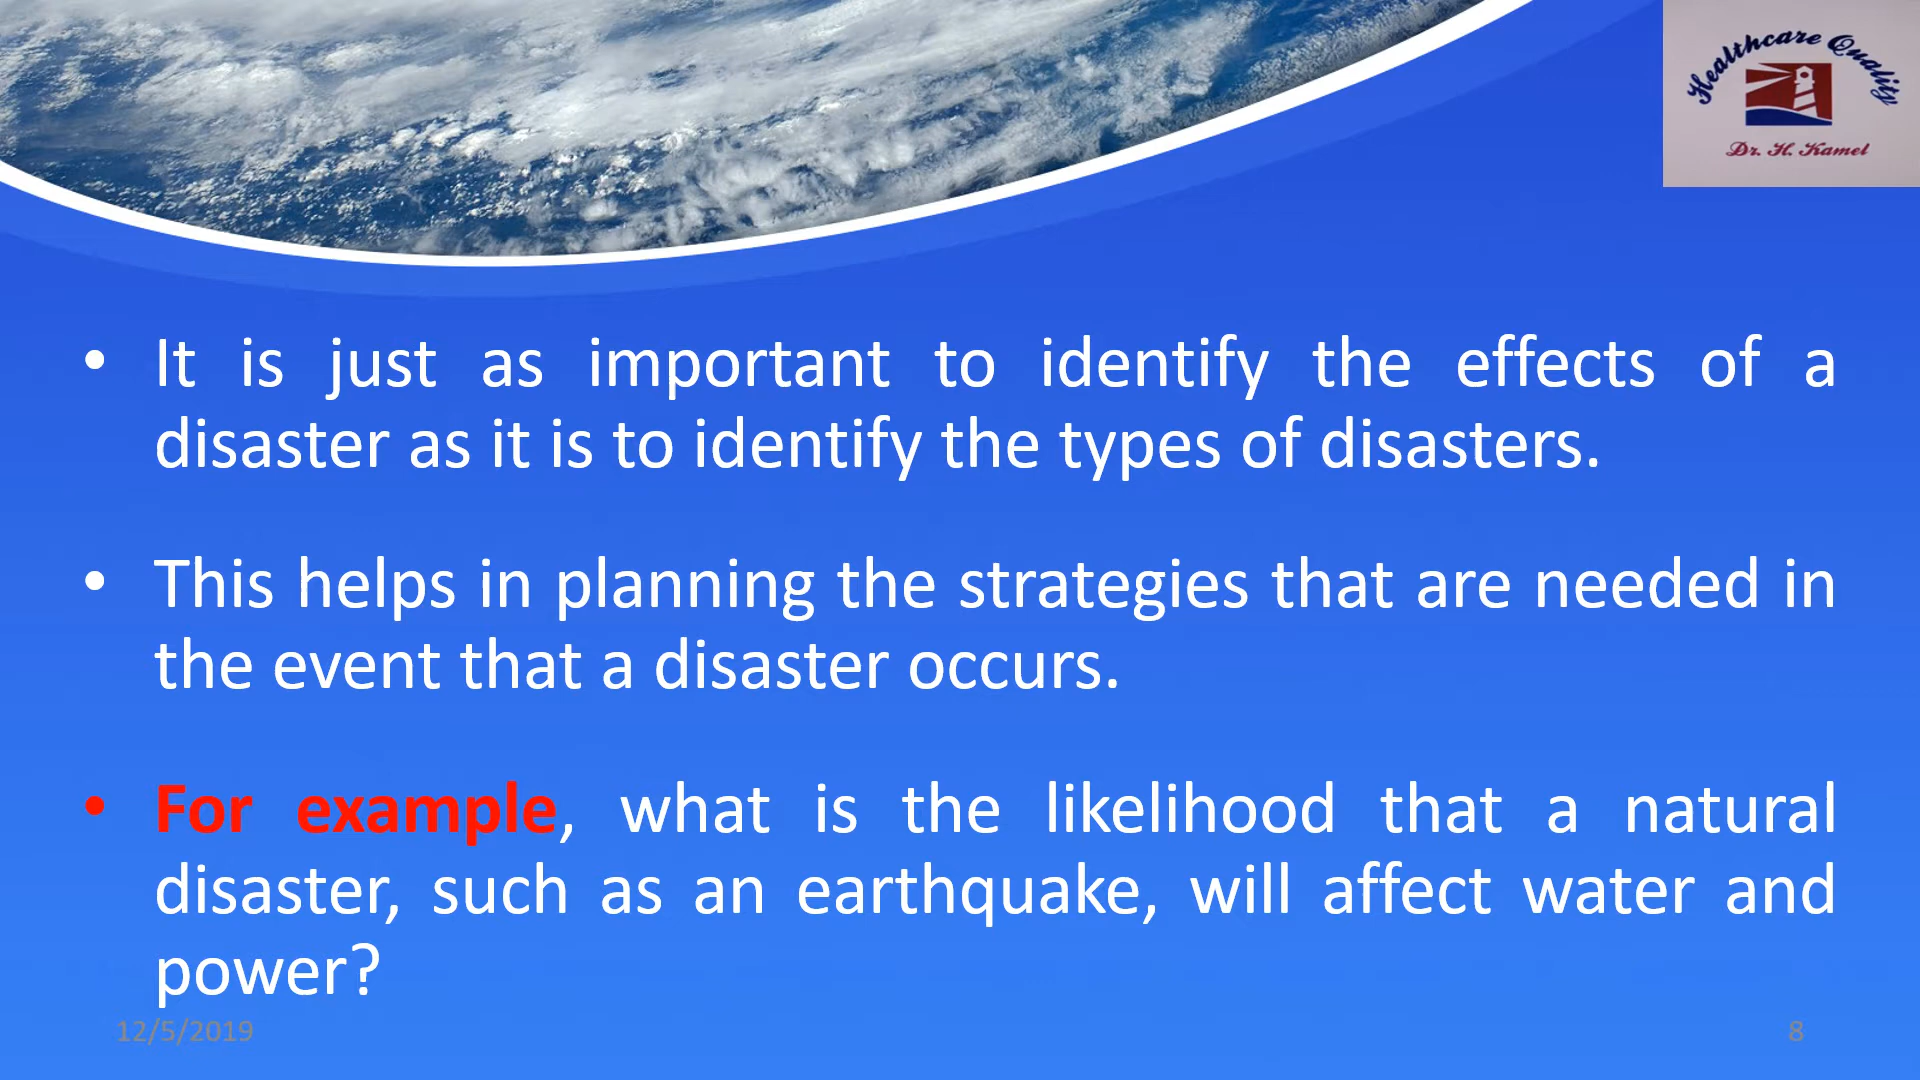 Healthcare Quality
Dr. H. Kamel
• It is just as important to identify the effects of a
disaster as it is to identify the types of disasters.
• This helps in planning the strategies that are needed in
the event that a disaster occurs.
• For example, what is the likelihood that a natural
disaster, such as an earthquake, will affect water and
power?
12/5/2019
8